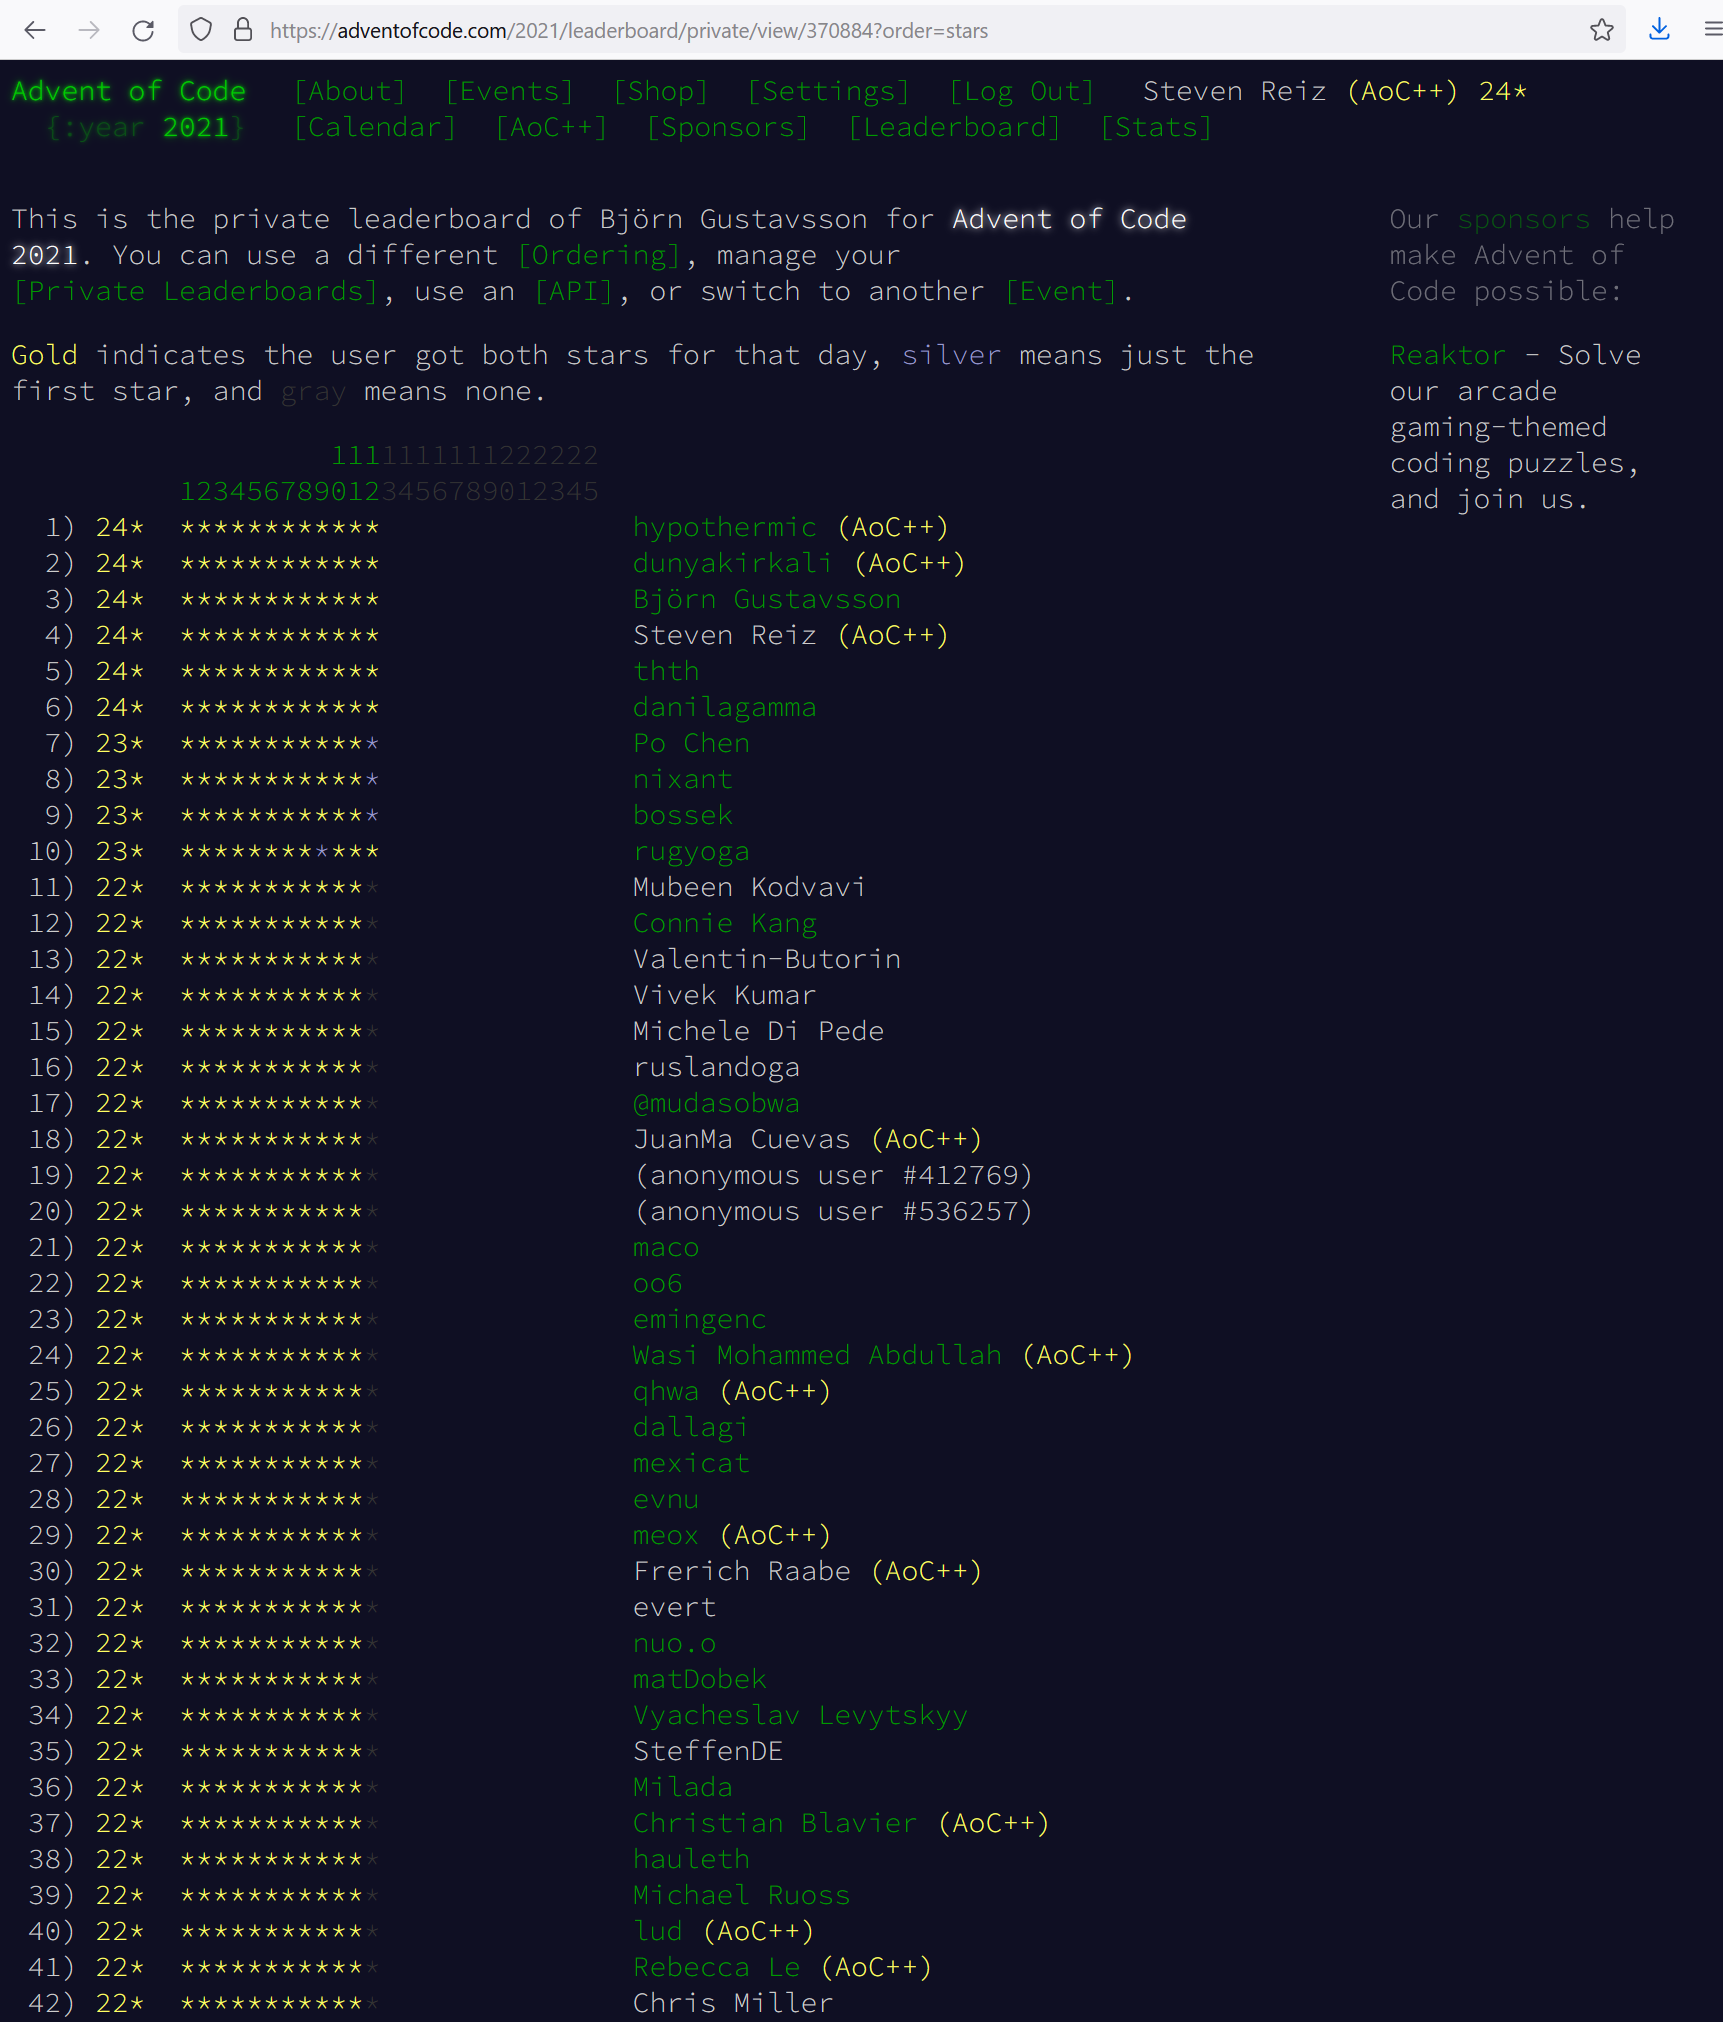 https://adventofcode.com/2021/leaderboard/private/view/370884?order=stars
Advent of Code [About] [Events] [Shop] [Settings] [Log Out] Steven Reiz (AoC++) 24*
{:year 2021} [Calendar] [AoC++] [Sponsors] [Leaderboard] [Stats]
This is the private leaderboard of Björn Gustavsson for Advent of Code
2021. You can use a different [Ordering], manage your
[Private Leaderboards], use an [API], or switch to another [Event].
Gold indicates the user got both stars for that day, silver means just the
first star, and gray means none.
1111111111222222
1234567890123456789012345
1) 24* ************ hypothermic (AoC++)
2) 24* ************ dunyakirkali (AoC++)
3) 24* ************ Björn Gustavsson
4) 24* ************ Steven Reiz (AoC++)
5) 24* ************ thth
6) 24* ************ danilagamma
7) 23* ************ Po Chen
8) 23* ************ nixant
9) 23* ************ bossek
10) 23* ************ rugyoga
11) 22* ************ Mubeen Kodvavi
12) 22* ************ Connie Kang
13) 22* ************ Valentin-Butorin
14) 22* ************ Vivek Kumar
15) 22* ************ Michele Di Pede
16) 22* ************ ruslandoga
17) 22* ************ @mudasobwa
18) 22* ************ JuanMa Cuevas (AoC++)
19) 22* ************ (anonymous user #412769)
20) 22* ************ (anonymous user #536257)
21) 22* ************ maco
22) 22* ************ oo6
23) 22* ************ emingenc
24) 22* ************ Wasi Mohammed Abdullah (AoC++)
25) 22* ************ qhwa (AoC++)
26) 22* ************ dallagi
27) 22* ************ mexicat
28) 22* ************ evnu
29) 22* ************ meox (AoC++)
30) 22* ************ Frerich Raabe (AoC++)
31) 22* ************ evert
32) 22* ************ nuo.o
33) 22* ************ matDobek
34) 22* ************ Vyacheslav Levytskyy
35) 22* ************ SteffenDE
36) 22* ************ Milada
37) 22* ************ Christian Blavier (AoC++)
38) 22* ************ hauleth
39) 22* ************ Michael Ruoss
40) 22* ************ lud (AoC++)
41) 22* ************ Rebecca Le (AoC++)
42) 22* ************ Chris Miller
Our sponsors help
make Advent of
Code possible:
Reaktor - Solve
our arcade
gaming-themed
coding puzzles,
and join us.